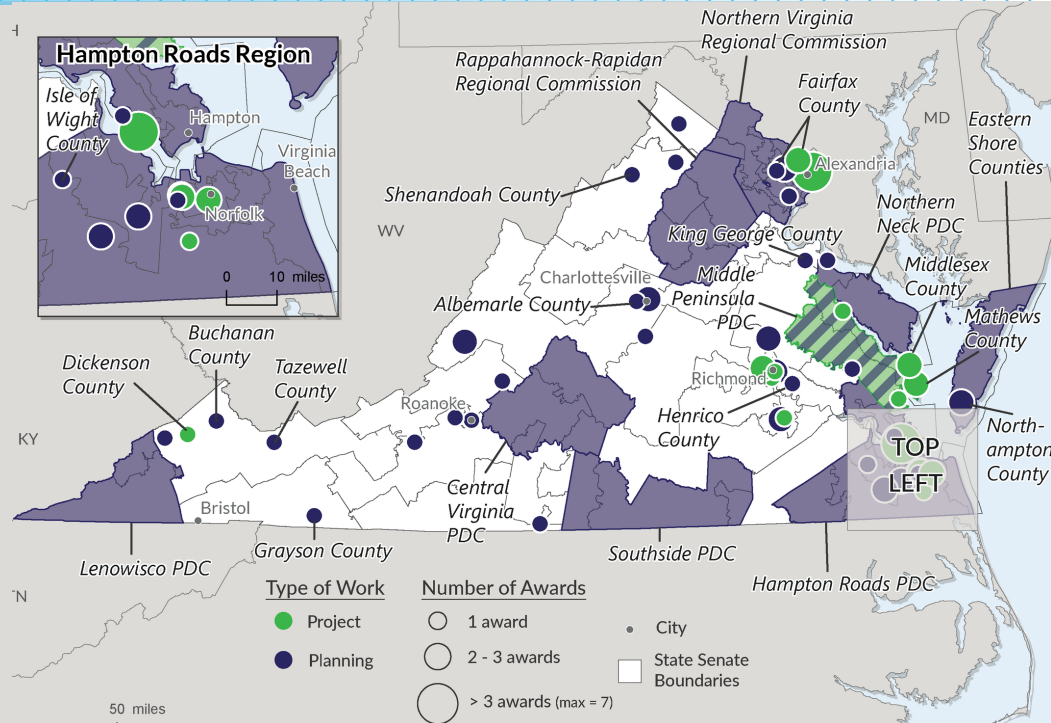 Hampton Roads Region
Isle of
Wight
County
Hampton
Virginia
Beach
Norfolk
0 10 miles
Northern Virginia
Regional Commission
Rappahannock-Rapidan
Regional Commission
Fairfax
County
MD
Eastern
Shore
Counties
Alexandria
Shenandoah County
Northern
Neck PDC
WV
King George County
Middlesex
County
Charlottesville
Middle
Peninsula
PDC
Albemarle County
Mathews
County
Buchanan
County
Dickenson
County
Tazewell
County
Richmond
Roanoke
Henrico
County
KY
North-
ampton
County
TOP
LEFT
Central
Virginia
PDC
Bristol
Grayson County
Lenowisco PDC
Southside PDC
Hampton Roads PDC
Type of Work
Project
Planning
Number of Awards
1 award
2 - 3 awards
> 3 awards (max = 7)
City
State Senate
Boundaries
50 miles